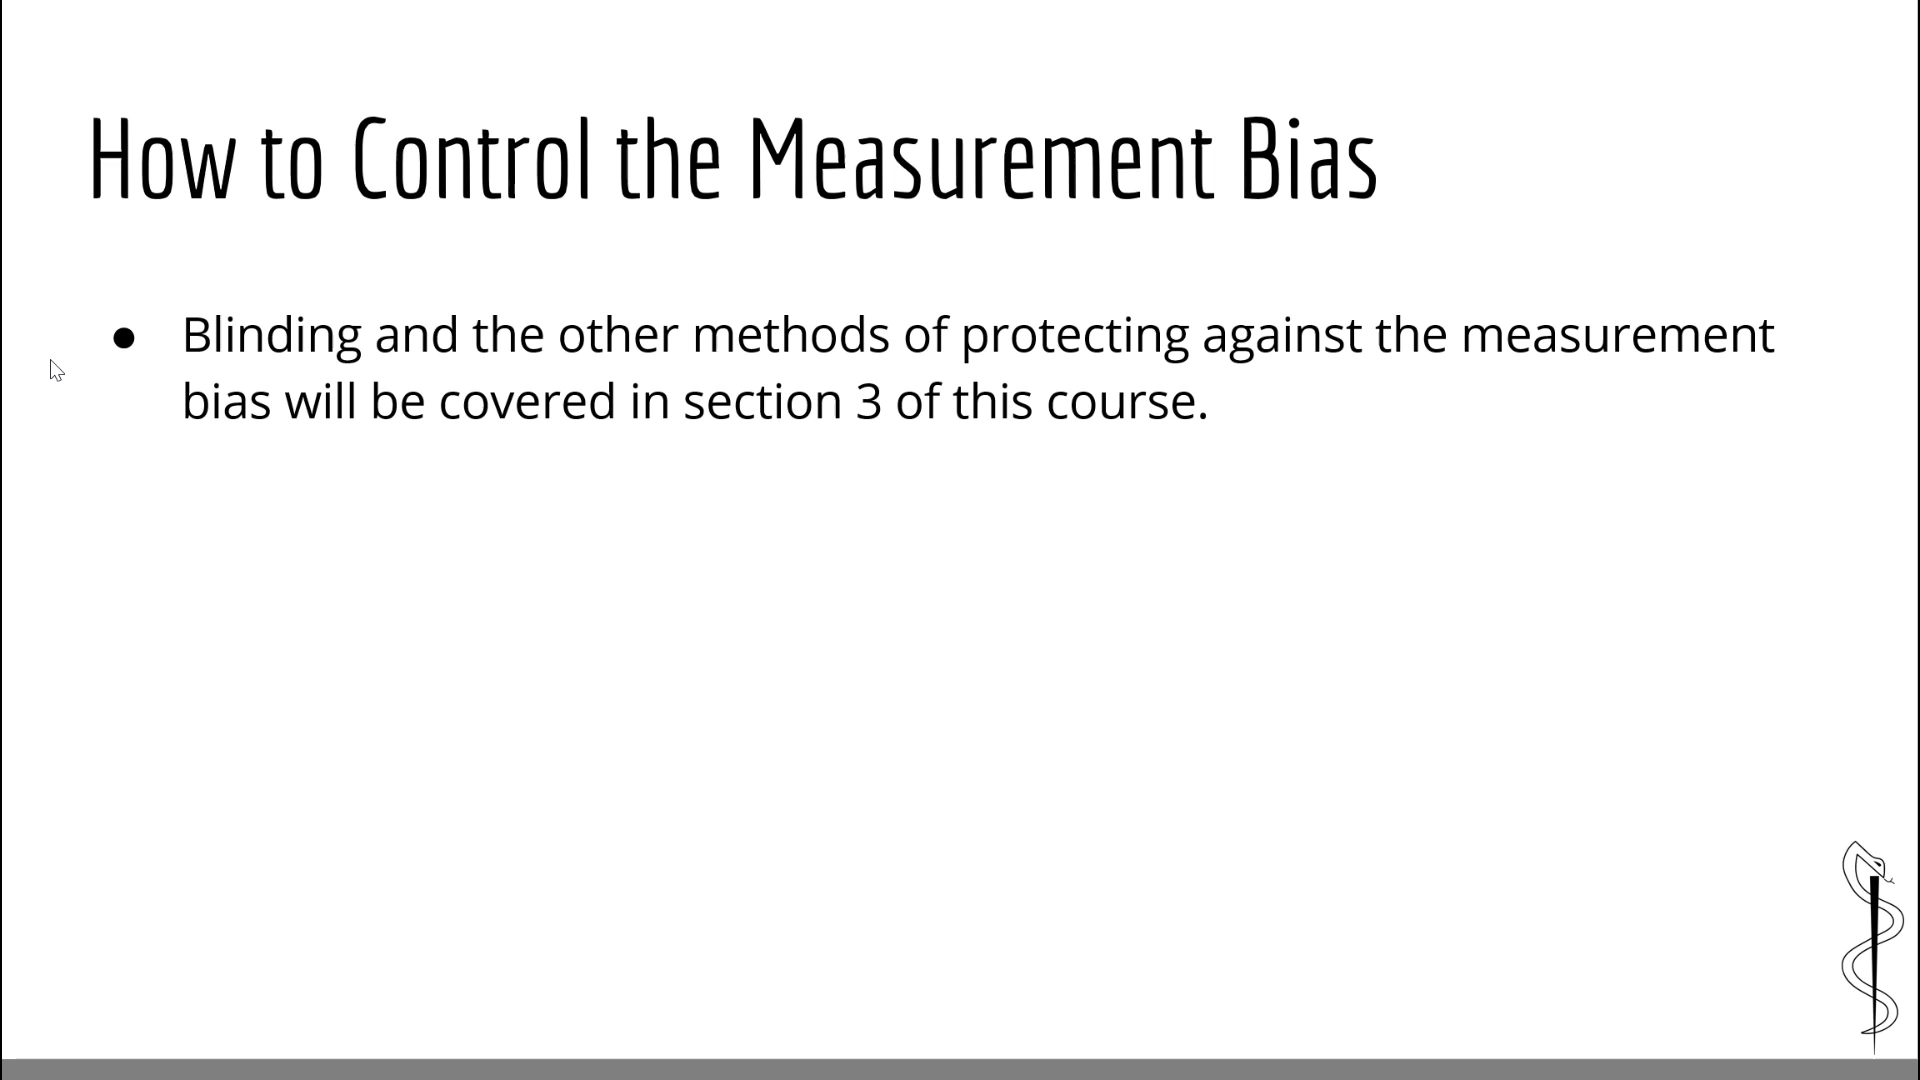 How to Control the Measurement Bias
● Blinding and the other methods of protecting against the measurement
bias will be covered in section 3 of this course.